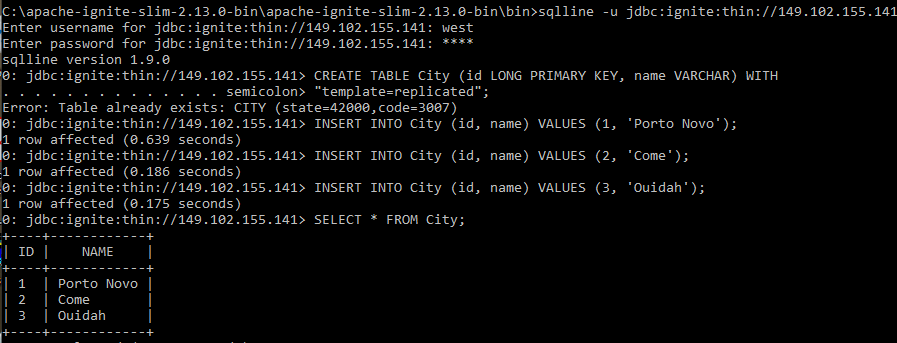 C:\apache-ignite-slim-2.13.0-bin\apache-ignite-slim-2.13.0-bin\bin>sqlline -u jdbc:ignite:thin://149.102.155.141
Enter username for jdbc:ignite:thin://149.102.155.141: west
Enter password for jdbc:ignite:thin://149.102.155.141: ****
sqlline version 1.9.0
0: jdbc:ignite:thin://149.102.155.141> CREATE TABLE City (id LONG PRIMARY KEY, name VARCHAR) WITH
. . . . . . . . . . . . . . semicolon> "template=replicated";
Error: Table already exists: CITY (state=42000,code=3007)
0: jdbc:ignite:thin://149.102.155.141> INSERT INTO City (id, name) VALUES (1, 'Porto Novo');
1 row affected (0.639 seconds)
0: jdbc:ignite:thin://149.102.155.141> INSERT INTO City (id, name) VALUES (2, 'Come');
1 row affected (0.186 seconds)
0: jdbc:ignite:thin://149.102.155.141> INSERT INTO City (id, name) VALUES (3, 'Ouidah');
1 row affected (0.175 seconds)
0: jdbc:ignite:thin://149.102.155.141> SELECT * FROM City;
+----+------------+
| ID |    NAME    |
+----+------------+
| 1  | Porto Novo |
| 2  | Come       |
| 3  | Ouidah     |
+----+------------+